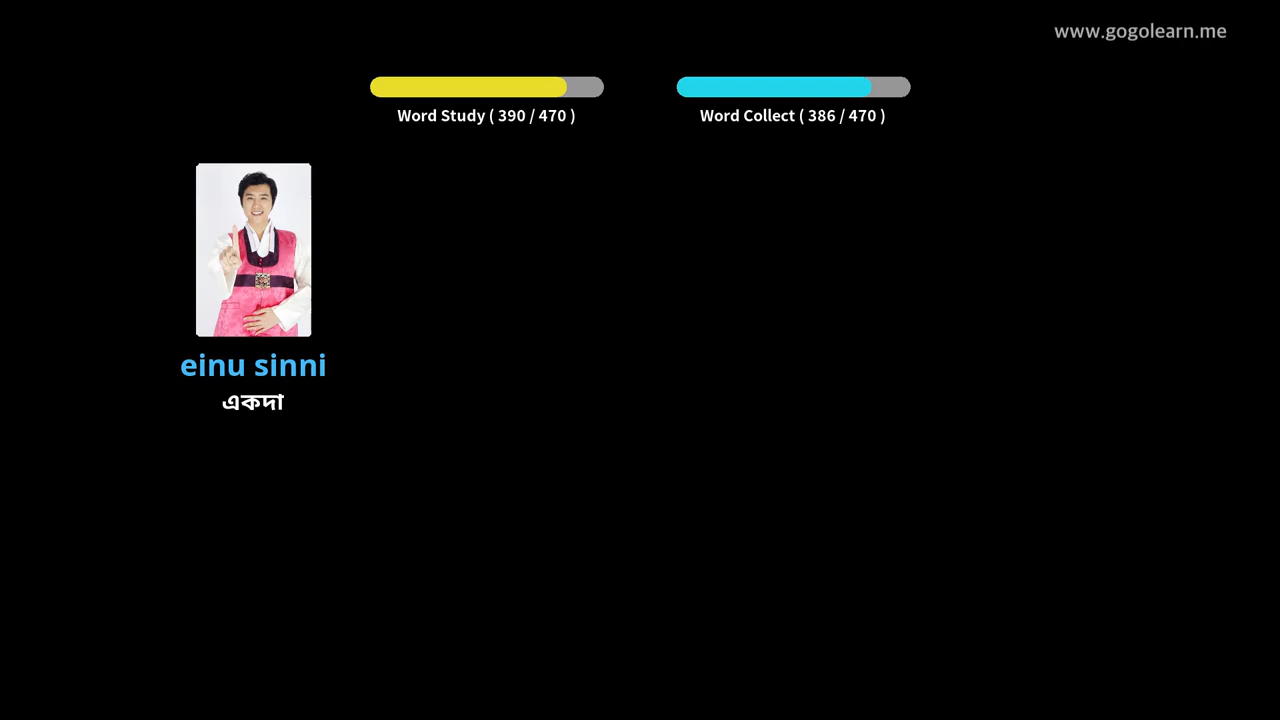 www.gogolearn.me
Word Study ( 390 / 470 )
Word Collect ( 386 / 470 )
einu sinni
একদা